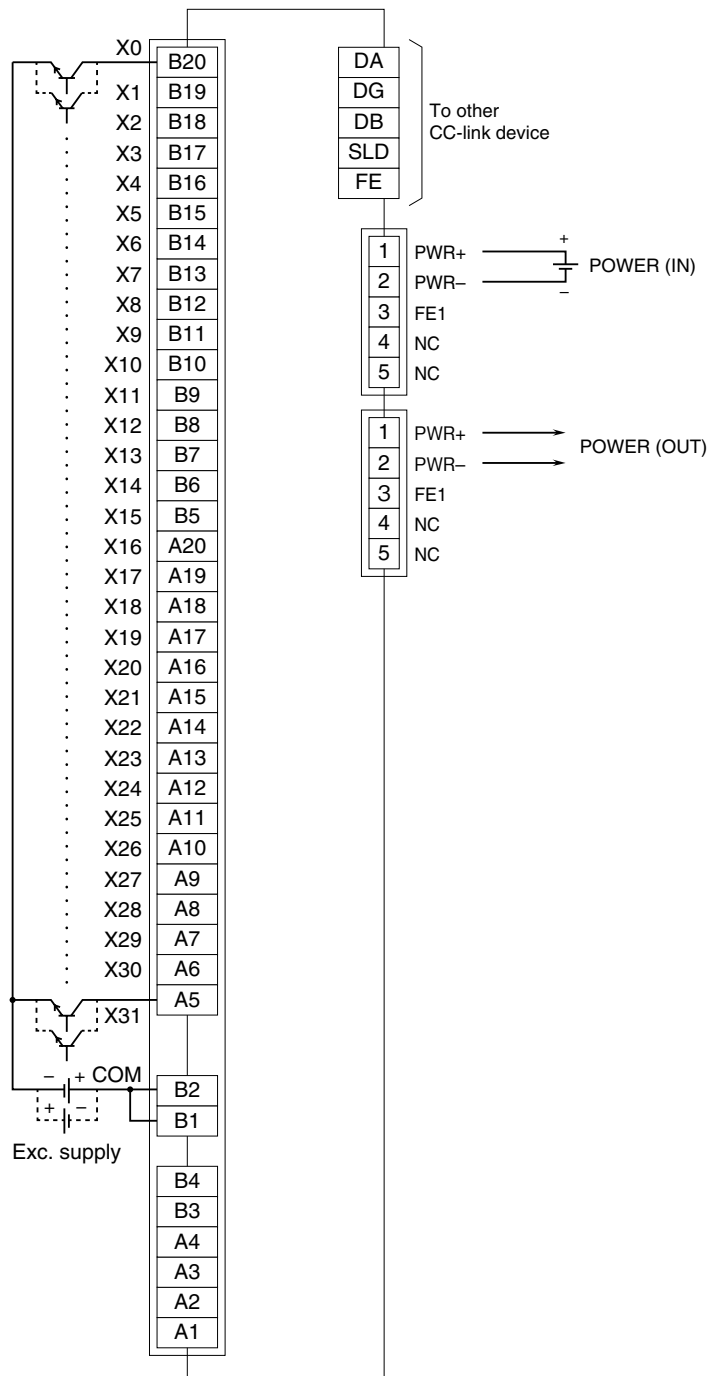 X0 B20
X1 B19
X2 B18
X3 B17
X4 B16
X5 B15
X6 B14
X7 B13
X8 B12
X9 B11
X10 B10
X11 B9
X12 B8
X13 B7
X14 B6
X15 B5
X16 A20
X17 A19
X18 A18
X19 A17
X20 A16
X21 A15
X22 A14
X23 A13
X24 A12
X25 A11
X26 A10
X27 A9
X28 A8
X29 A7
X30 A6
X31 A5
– + COM B2
+ – B1
Exc. supply
B4
B3
A4
A3
A2
A1
DA
DG
DB
SLD
FE
To other
CC-link device
1 PWR+ +
2 PWR– –
POWER (IN)
3 FE1
4 NC
5 NC
1 PWR+
2 PWR–
POWER (OUT)
3 FE1
4 NC
5 NC